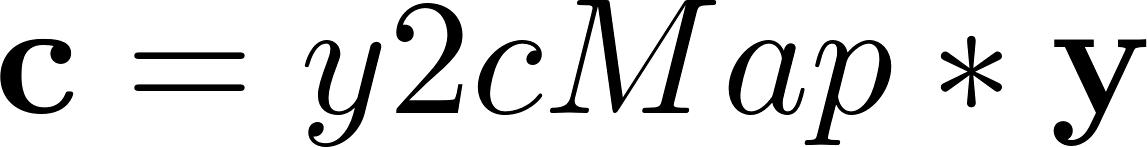 c = y2cMap * y